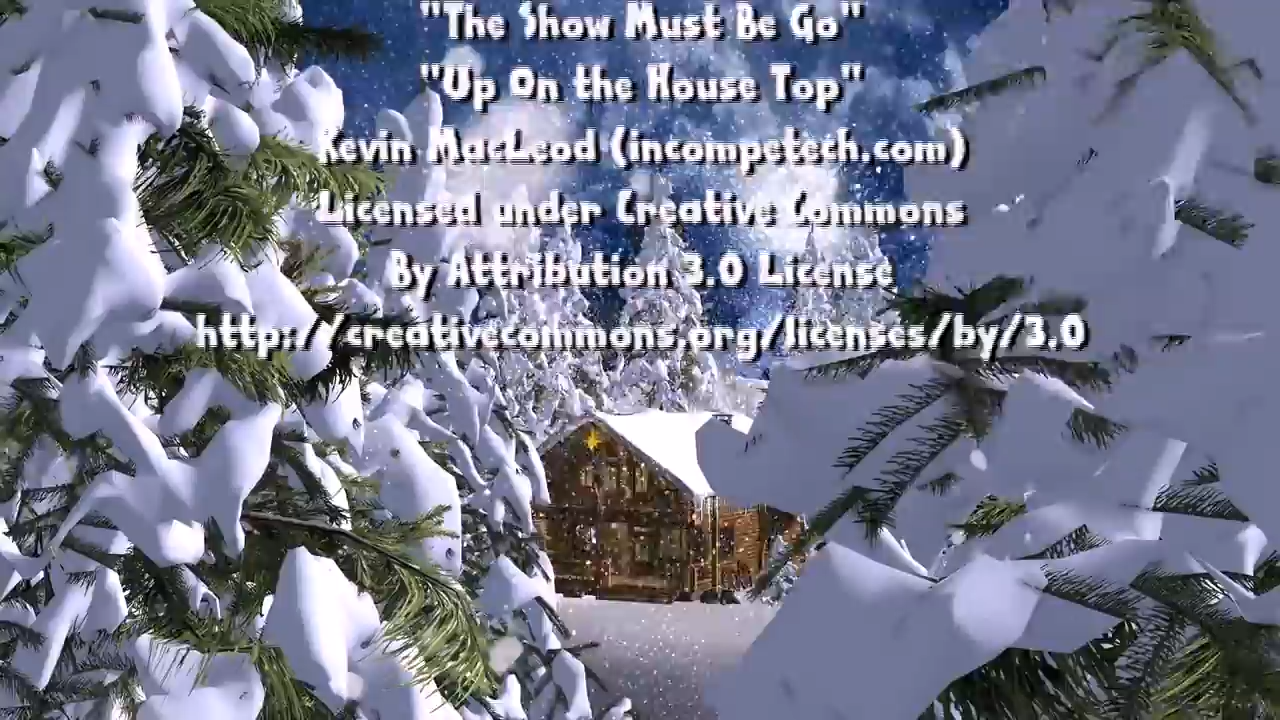 "The Show Must Be Go"
"Up On the House Top"
Kevin MacLeod (incompetech.com)
Licensed under Creative Commons
By Attribution 3.0 License
http://creativecommons.org/licenses/by/3.0